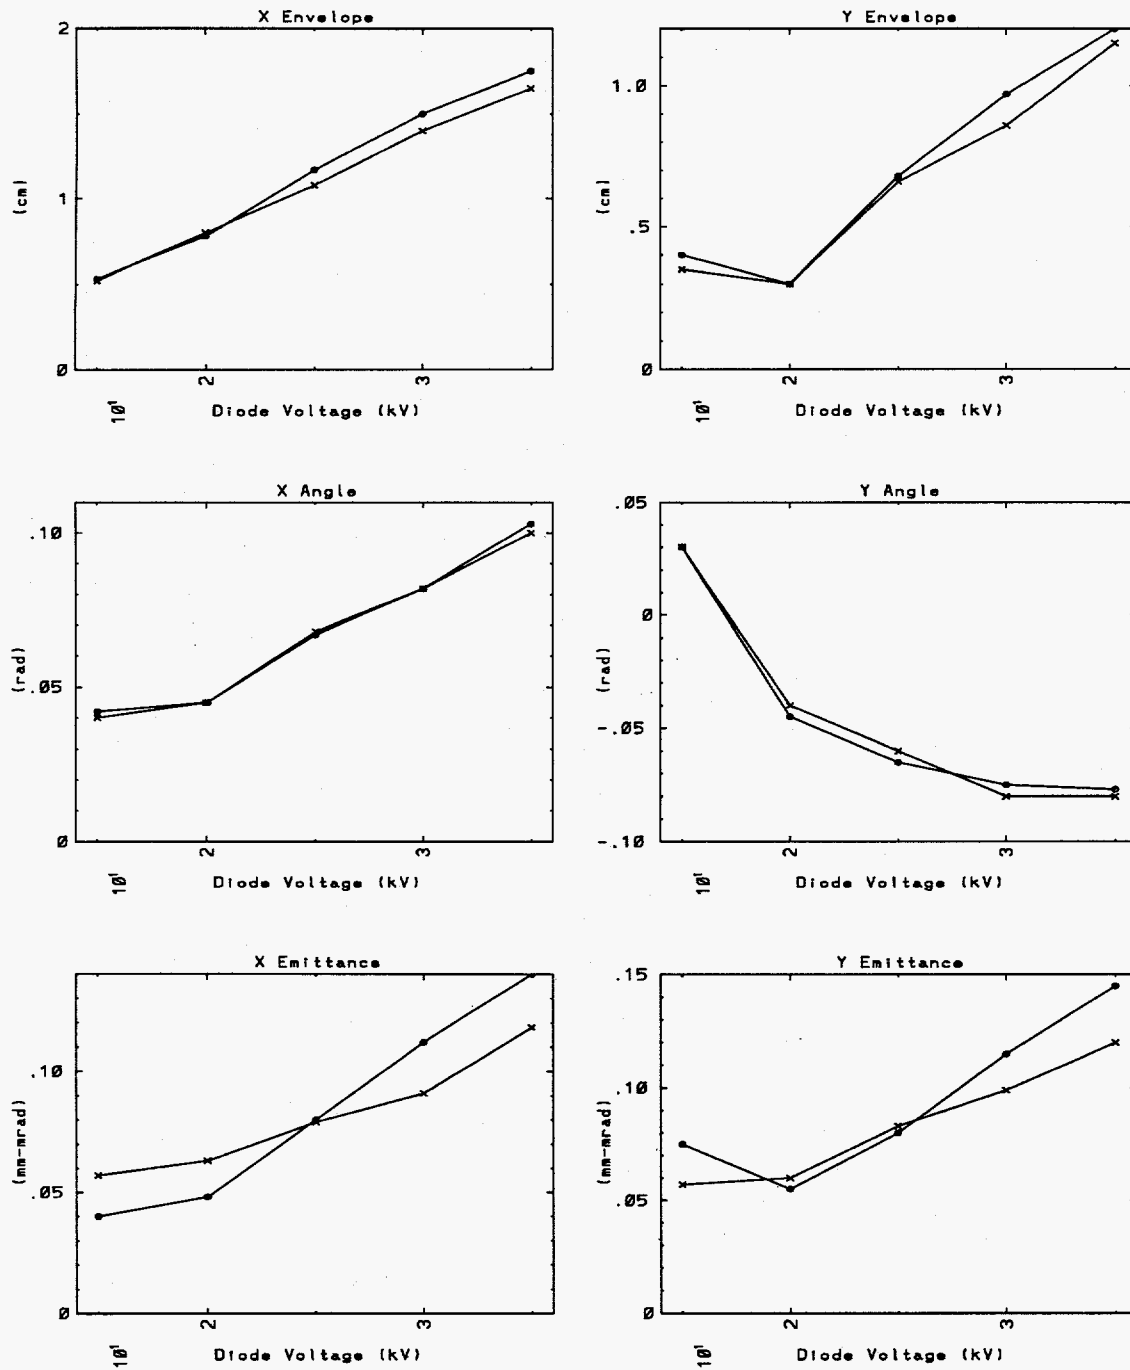 X Envelope
2
1
0
(cm)
2
3
10¹
Diode Voltage (kV)
Y Envelope
1.0
.5
0
(cm)
2
3
10¹
Diode Voltage (kV)
X Angle
.10
.05
0
(rad)
2
3
10¹
Diode Voltage (kV)
Y Angle
.05
0
-.05
-.10
(rad)
2
3
10¹
Diode Voltage (kV)
X Emittance
.10
.05
0
(mm-mrad)
2
3
10¹
Diode Voltage (kV)
Y Emittance
.15
.10
.05
0
(mm-mrad)
2
3
10¹
Diode Voltage (kV)